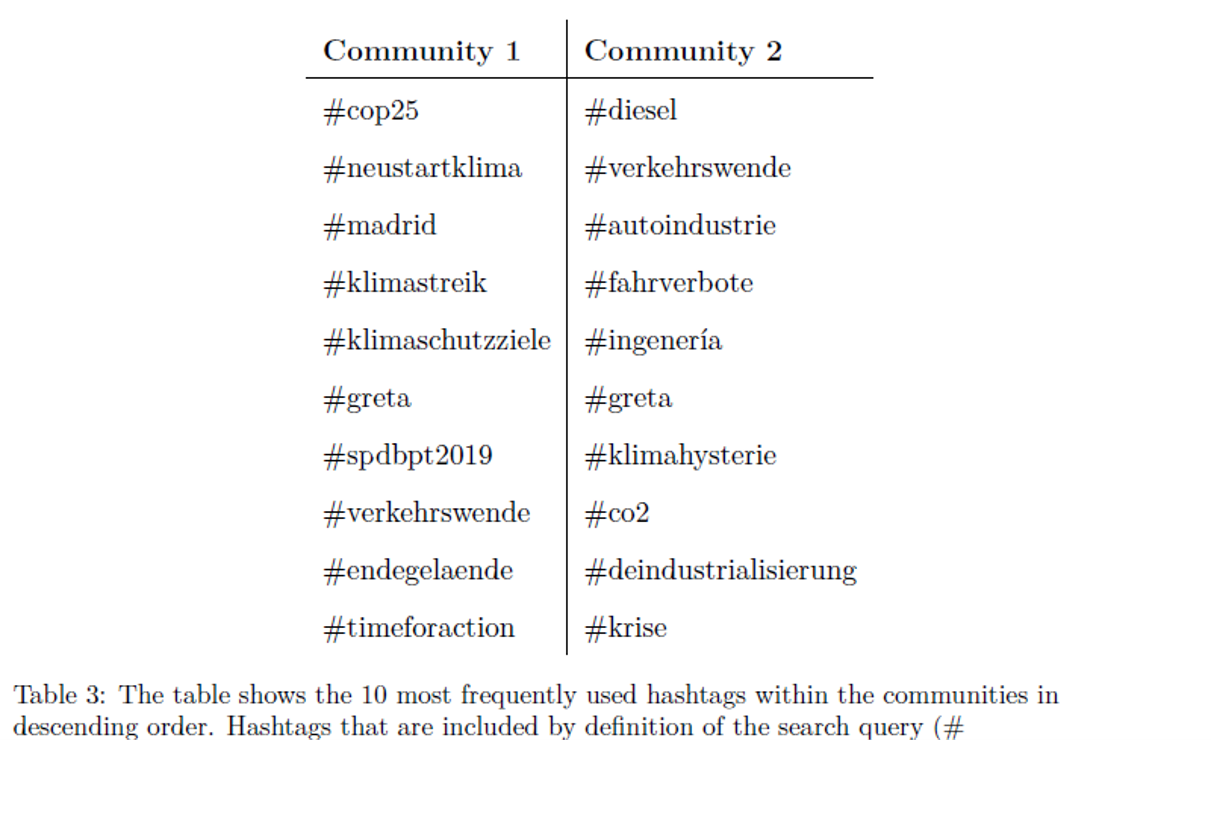 Community 1 Community 2
#cop25 #diesel
#neustartklima #verkehrswende
#madrid #autoindustrie
#klimastreik #fahrverbote
#klimaschutzziele #ingenería
#greta #greta
#spdbpt2019 #klimahysterie
#verkehrswende #co2
#endegelaende #deindustrialisierung
#timeforaction #krise
Table 3: The table shows the 10 most frequently used hashtags within the communities in
descending order. Hashtags that are included by definition of the search query (#